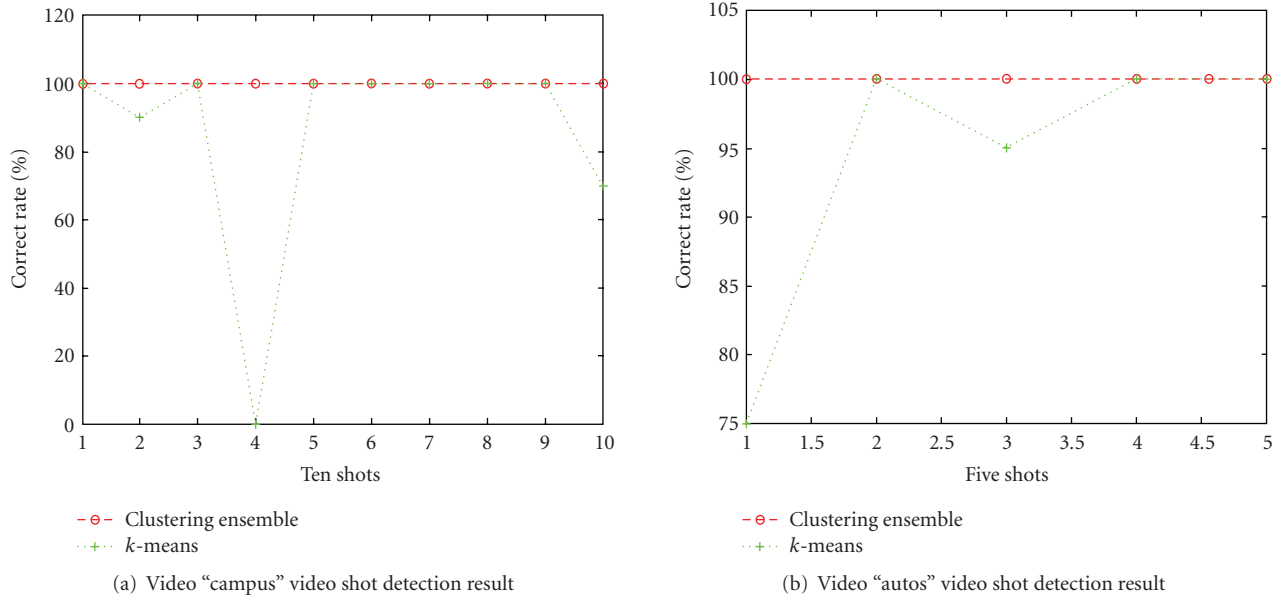 120
100
80
60
40
20
0
Correct rate (%)
1 2 3 4 5 6 7 8 9 10
Ten shots
Clustering ensemble
k-means
(a) Video “campus” video shot detection result
105
100
95
90
85
80
75
Correct rate (%)
1 1.5 2 2.5 3 3.5 4 4.5 5
Five shots
Clustering ensemble
k-means
(b) Video “autos” video shot detection result